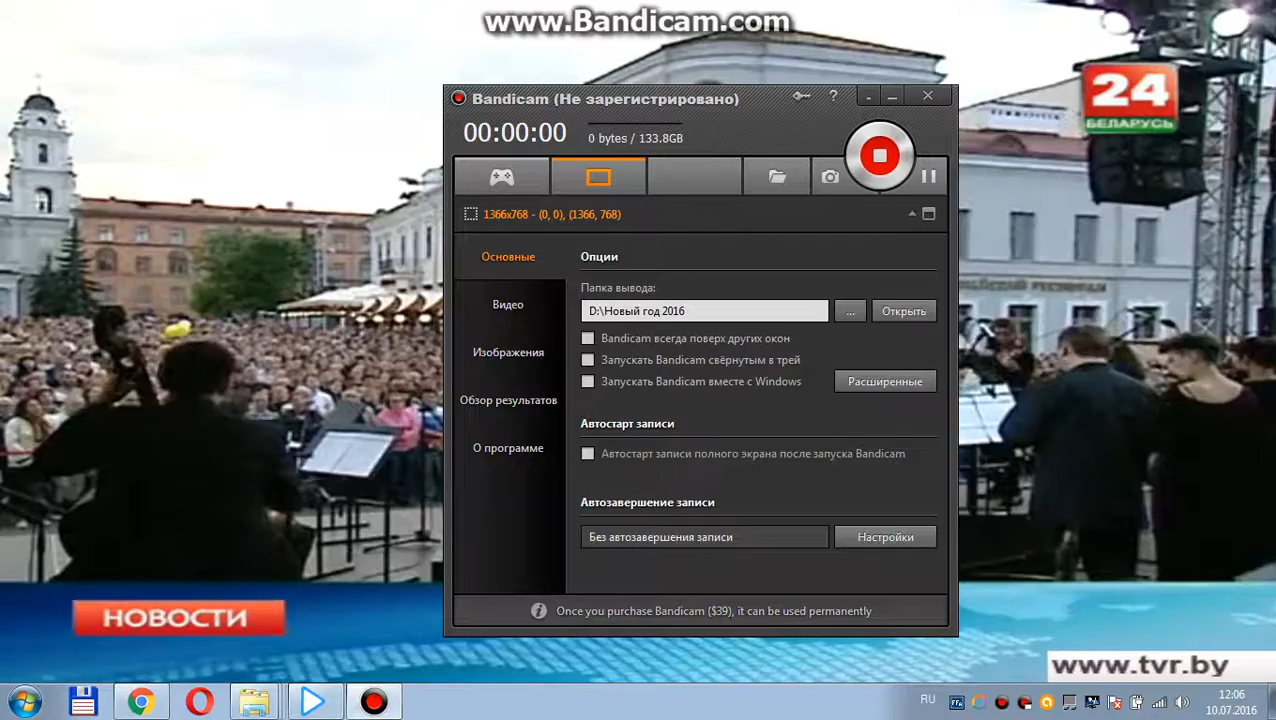 www.Bandicam.com
24
БЕЛАРУСЬ
Bandicam (Не зарегистрировано)
?
00:00:00
0 bytes / 133.8GB
1366x768 - (0, 0), (1366, 768)
Основные
Видео
Изображения
Обзор результатов
О программе
Опции
Папка вывода:
D:\Новый год 2016
...
Открыть
Bandicam всегда поверх других окон
Запускать Bandicam свёрнутым в трей
Запускать Bandicam вместе с Windows
Расширенные
Автостарт записи
Автостарт записи полного экрана после запуска Bandicam
Автозавершение записи
Без автозавершения записи
Настройки
Once you purchase Bandicam ($39), it can be used permanently
НОВОСТИ
www.tvr.by
RU
12:06
10.07.2016